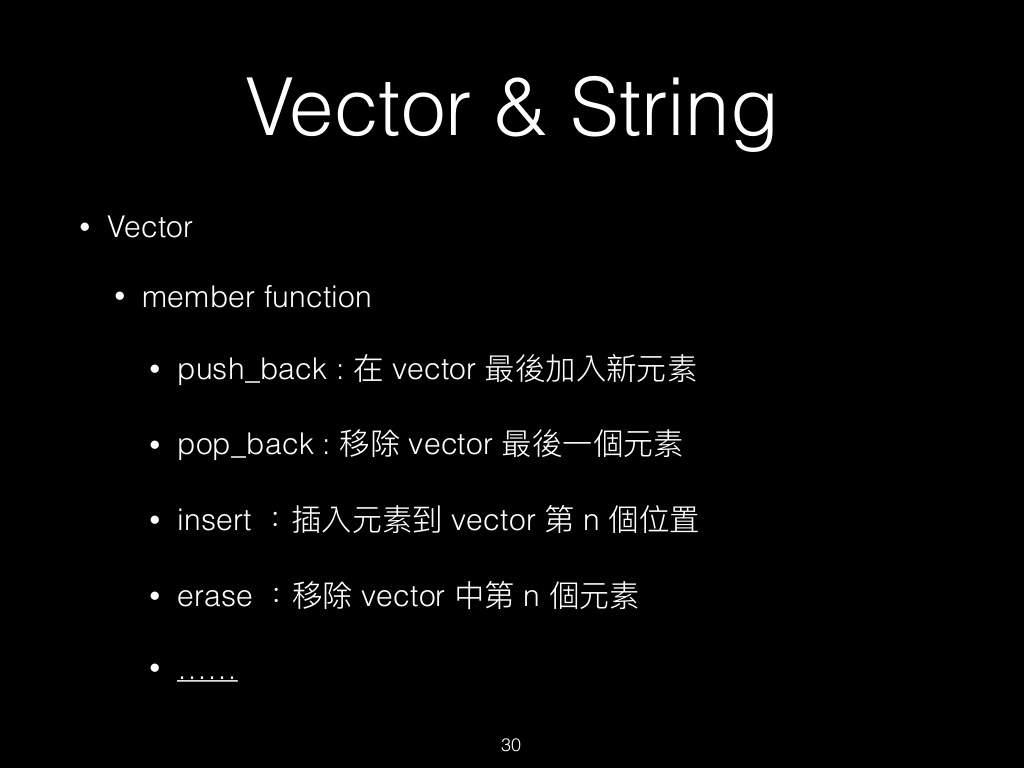 Vector & String
• Vector
• member function
• push_back : 在 vector 最後加入新元素
• pop_back : 移除 vector 最後一個元素
• insert ：插入元素到 vector 第 n 個位置
• erase ：移除 vector 中第 n 個元素
• ……
30